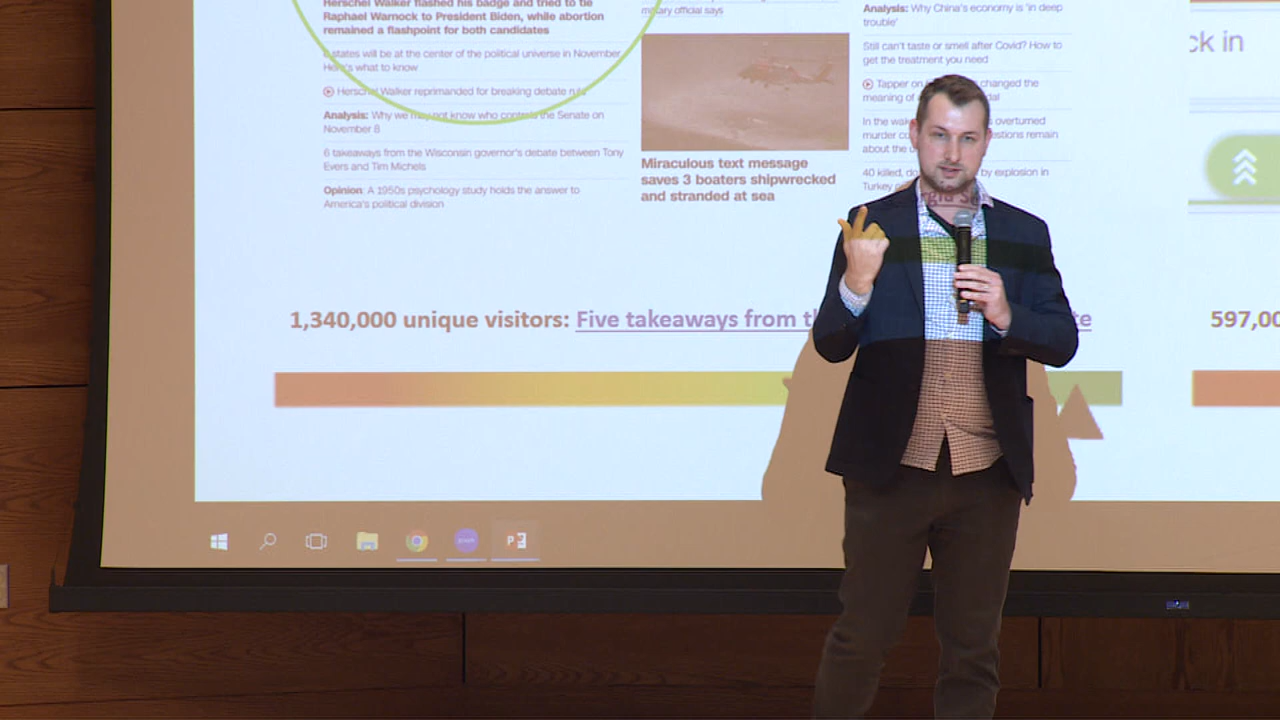 Herschel Walker flashed his badge and tried to tie
Raphael Warnock to President Biden, while abortion
remained a flashpoint for both candidates
states will be at the center of the political universe in November.
Here's what to know
Herschel Walker reprimanded for breaking debate rule
Analysis: Why we may not know who controls the Senate on
November 8
6 takeaways from the Wisconsin governor's debate between Tony
Evers and Tim Michels
Opinion: A 1950s psychology study holds the answer to
America's political division
military official says
Miraculous text message
saves 3 boaters shipwrecked
and stranded at sea
Analysis: Why China's economy is 'in deep
trouble'
Still can't taste or smell after Covid? How to
get the treatment you need
Tapper on changed the
meaning of
In the overturned
murder remain
about the
40 killed, by explosion in
Turkey
ck in
1,340,000 unique visitors: Five takeaways from
597,00